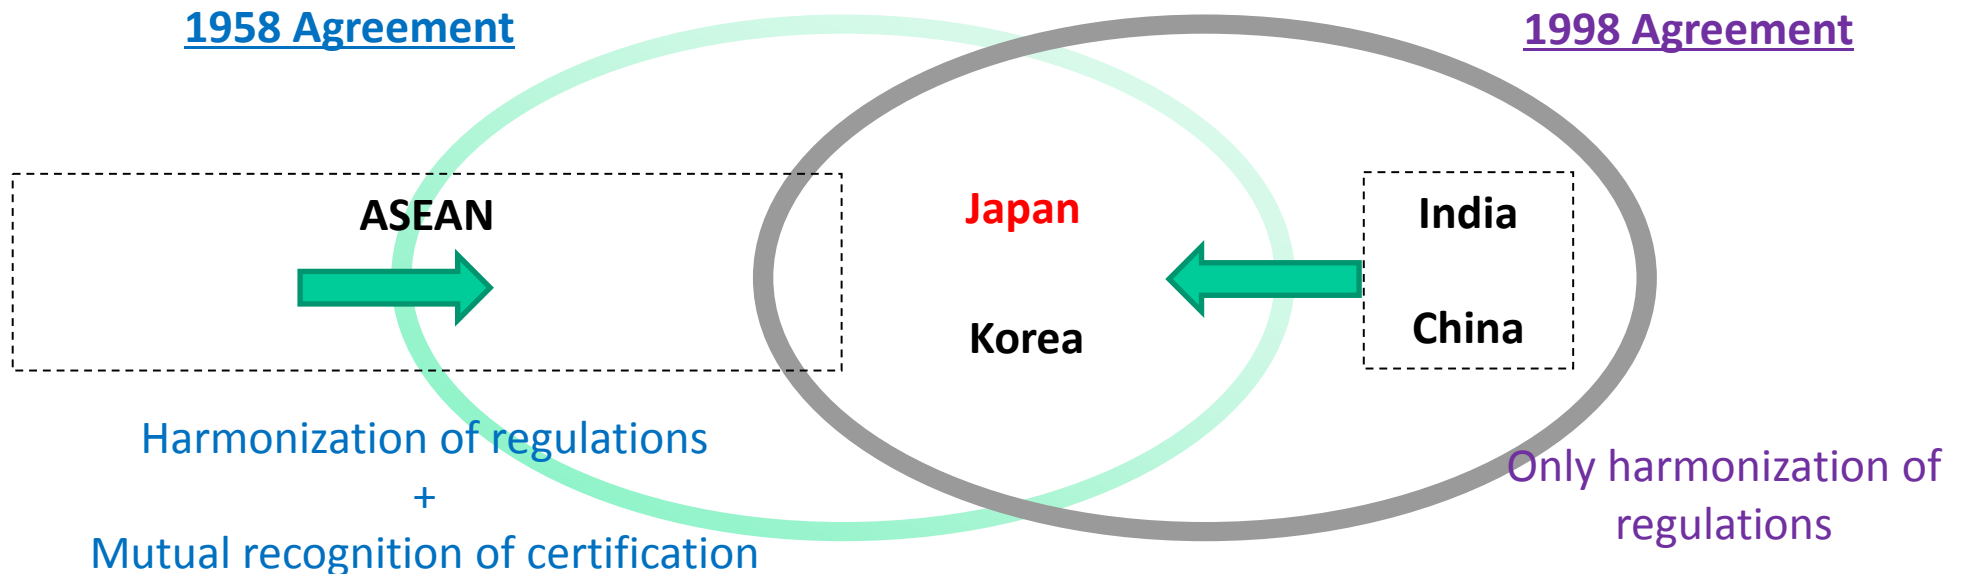 1958 Agreement
1998 Agreement
ASEAN
Japan
India
Korea
China
Harmonization of regulations
+
Mutual recognition of certification
Only harmonization of
regulations